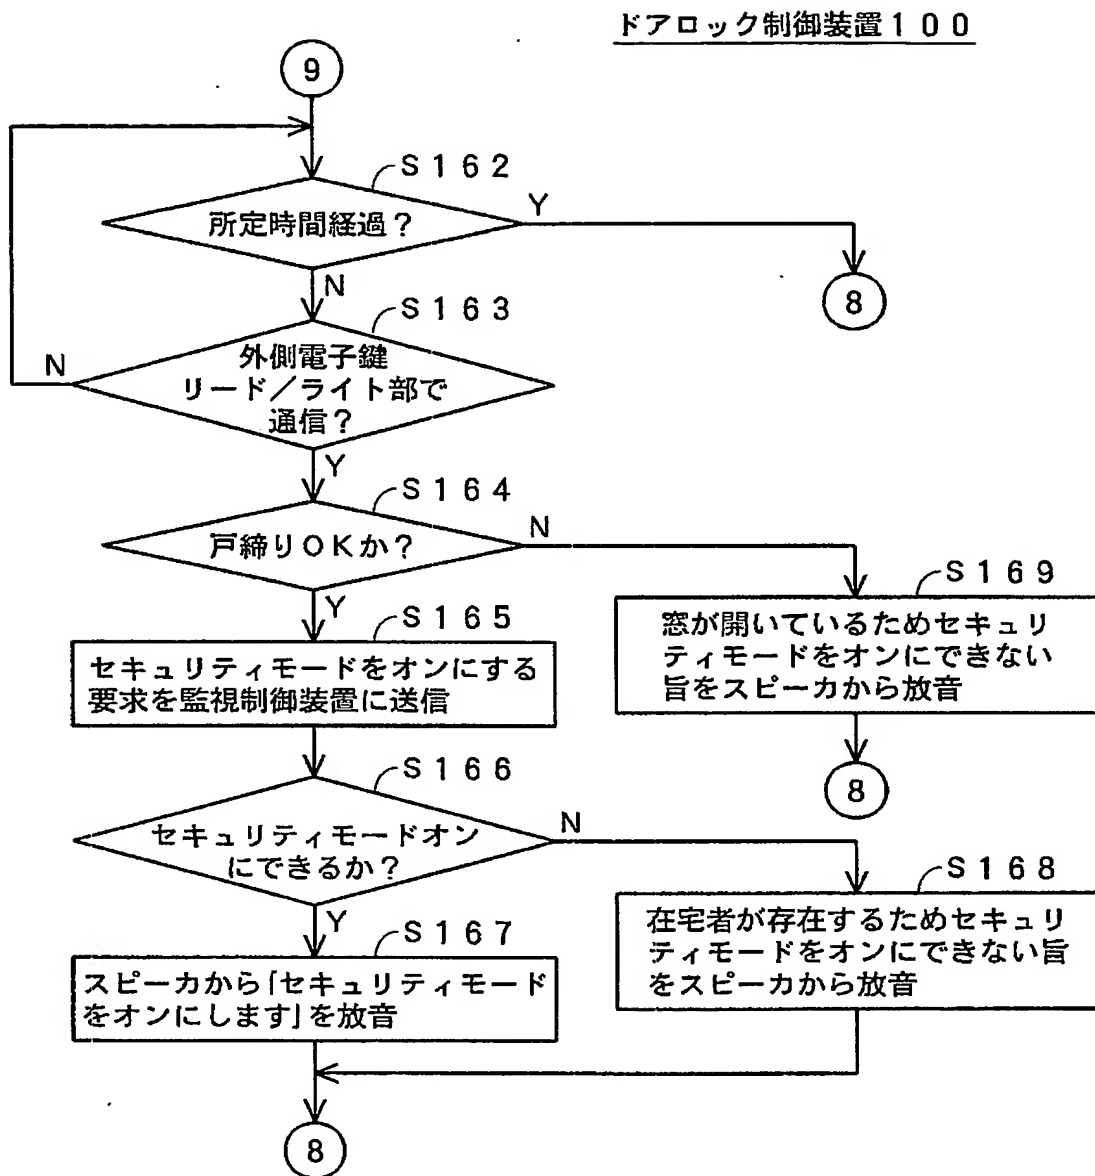 ドアロック制御装置１００
9
S１６２
所定時間経過？
Y
N
8
S１６３
外側電子鍵
リード／ライト部で
通信？
N
Y
S１６４
戸締りＯＫか？
N
Y
S１６９
窓が開いているためセキュリ
ティモードをオンにできない
旨をスピーカから放音
8
S１６５
セキュリティモードをオンにする
要求を監視制御装置に送信
S１６６
セキュリティモードオン
にできるか？
N
Y
S１６８
在宅者が存在するためセキュリ
ティモードをオンにできない旨
をスピーカから放音
S１６７
スピーカから「セキュリティモード
をオンにします」を放音
8